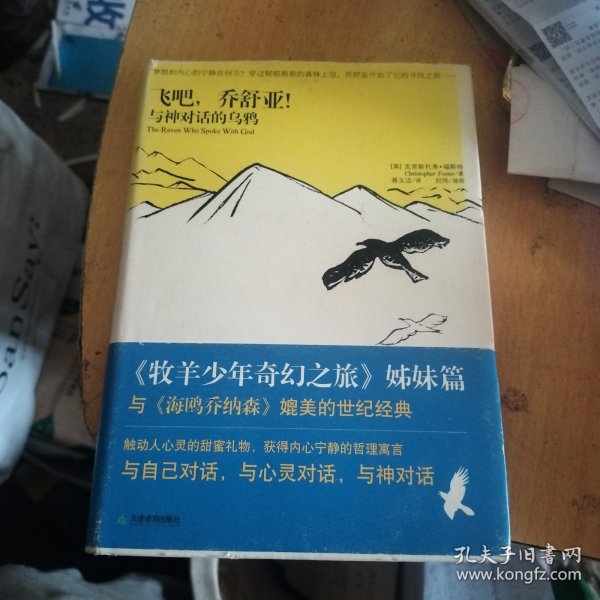 梦想和内心的宁静在何方？穿过郁郁葱葱的森林上空，乔舒亚开始了它的寻找之旅……
飞吧，乔舒亚！
与神对话的乌鸦
The Raven Who Spoke With God
[英] 克里斯托弗·福斯特
Christopher Foster/著
蒋玉洁/译 刘伟/插图
《牧羊少年奇幻之旅》姊妹篇
与《海鸥乔纳森》媲美的世纪经典
触动人心灵的甜蜜礼物，获得内心宁静的哲理寓言
与自己对话，与心灵对话，与神对话
天津教育出版社
孔夫子旧书网
www.kongfz.com